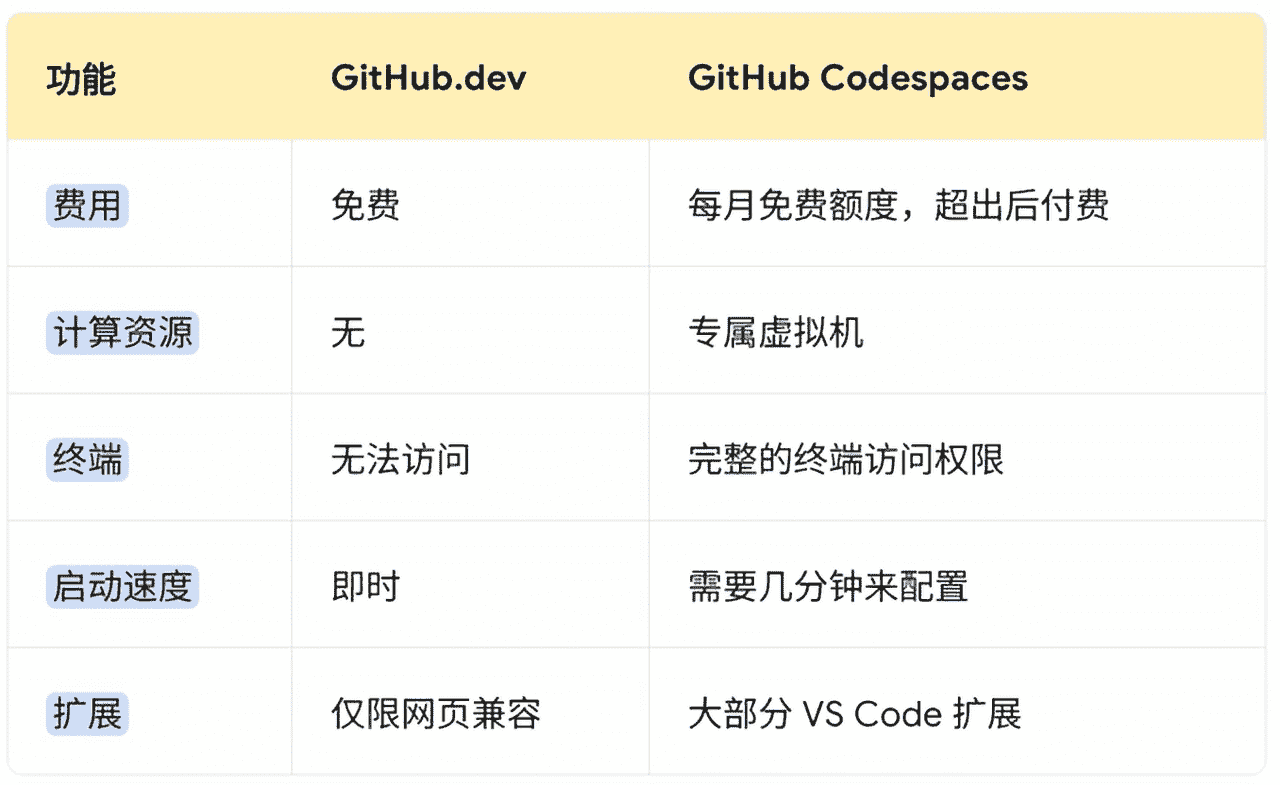 功能 GitHub.dev GitHub Codespaces
费用 免费 每月免费额度，超出后付费
计算资源 无 专属虚拟机
终端 无法访问 完整的终端访问权限
启动速度 即时 需要几分钟来配置
扩展 仅限网页兼容 大部分 VS Code 扩展